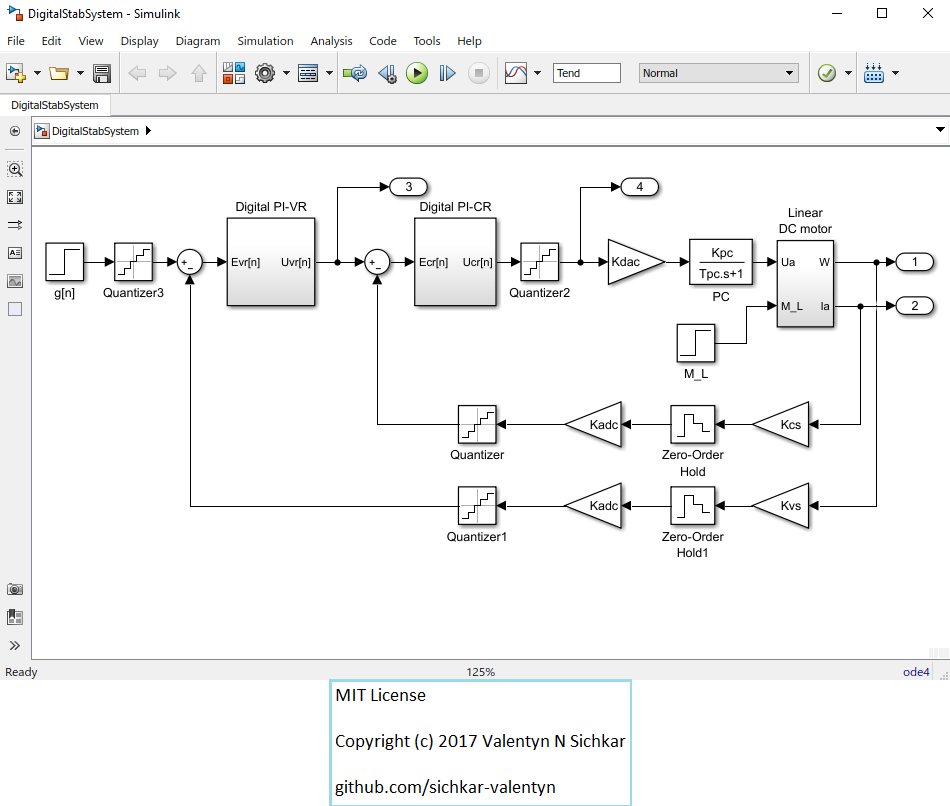 DigitalStabSystem - Simulink
File Edit View Display Diagram Simulation Analysis Code Tools Help
Tend Normal
DigitalStabSystem
DigitalStabSystem
3
4
Digital PI-VR
Digital PI-CR
Linear
DC motor
g[n]
Quantizer3
+
_
Evr[n] Uvr[n]
+
_
Ecr[n] Ucr[n]
Quantizer2
Kdac
Kpc
Tpc.s+1
PC
Ua W
M_L Ia
1
2
M_L
Quantizer
Kadc
Zero-Order
Hold
Kcs
Quantizer1
Kadc
Zero-Order
Hold1
Kvs
Ready 125% ode4
MIT License
Copyright (c) 2017 Valentyn N Sichkar
github.com/sichkar-valentyn